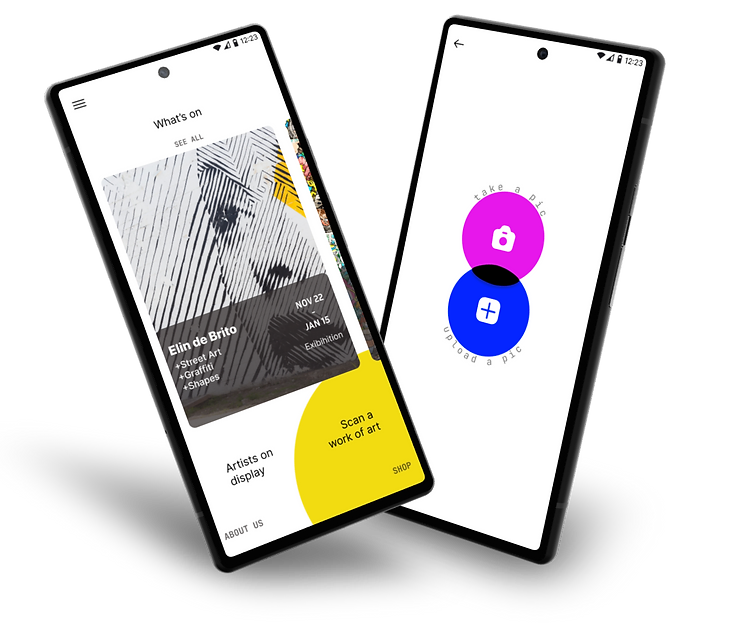 12:23
What's on
SEE ALL
Elin de Brito
+Street Art
+Graffiti
+Shapes
NOV 22
-
JAN 15
Exibihition
Scan a
work of art
Artists on
display
SHOP
ABOUT US
12:23
take a pic
upload a pic